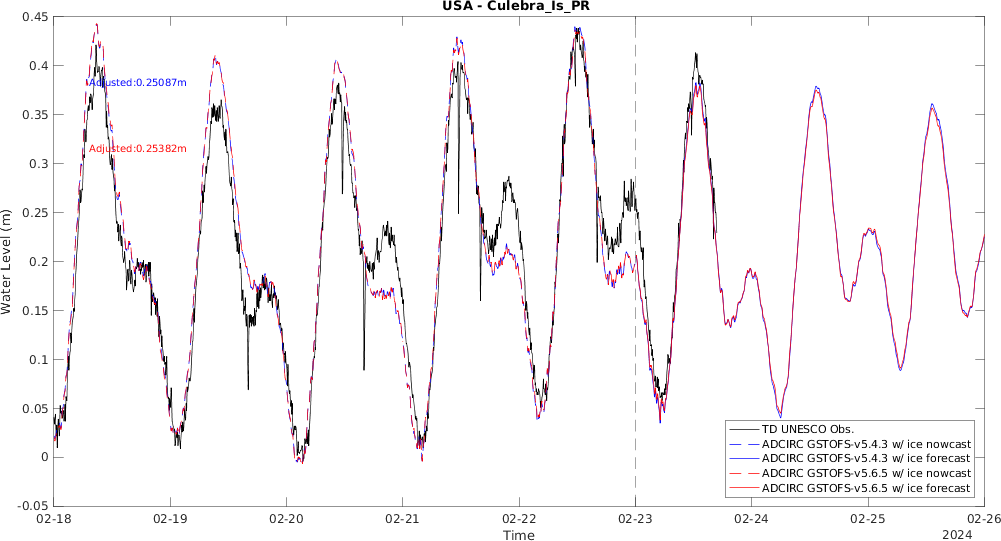 USA - Culebra_Is_PR
0.45
0.4
0.35
0.3
0.25
0.2
0.15
0.1
0.05
0
-0.05
Water Level (m)
Adjusted:0.25087m
Adjusted:0.25382m
TD UNESCO Obs.
ADCIRC GSTOFS-v5.4.3 w/ ice nowcast
ADCIRC GSTOFS-v5.4.3 w/ ice forecast
ADCIRC GSTOFS-v5.6.5 w/ ice nowcast
ADCIRC GSTOFS-v5.6.5 w/ ice forecast
02-18 02-19 02-20 02-21 02-22 02-23 02-24 02-25 02-26
Time
2024